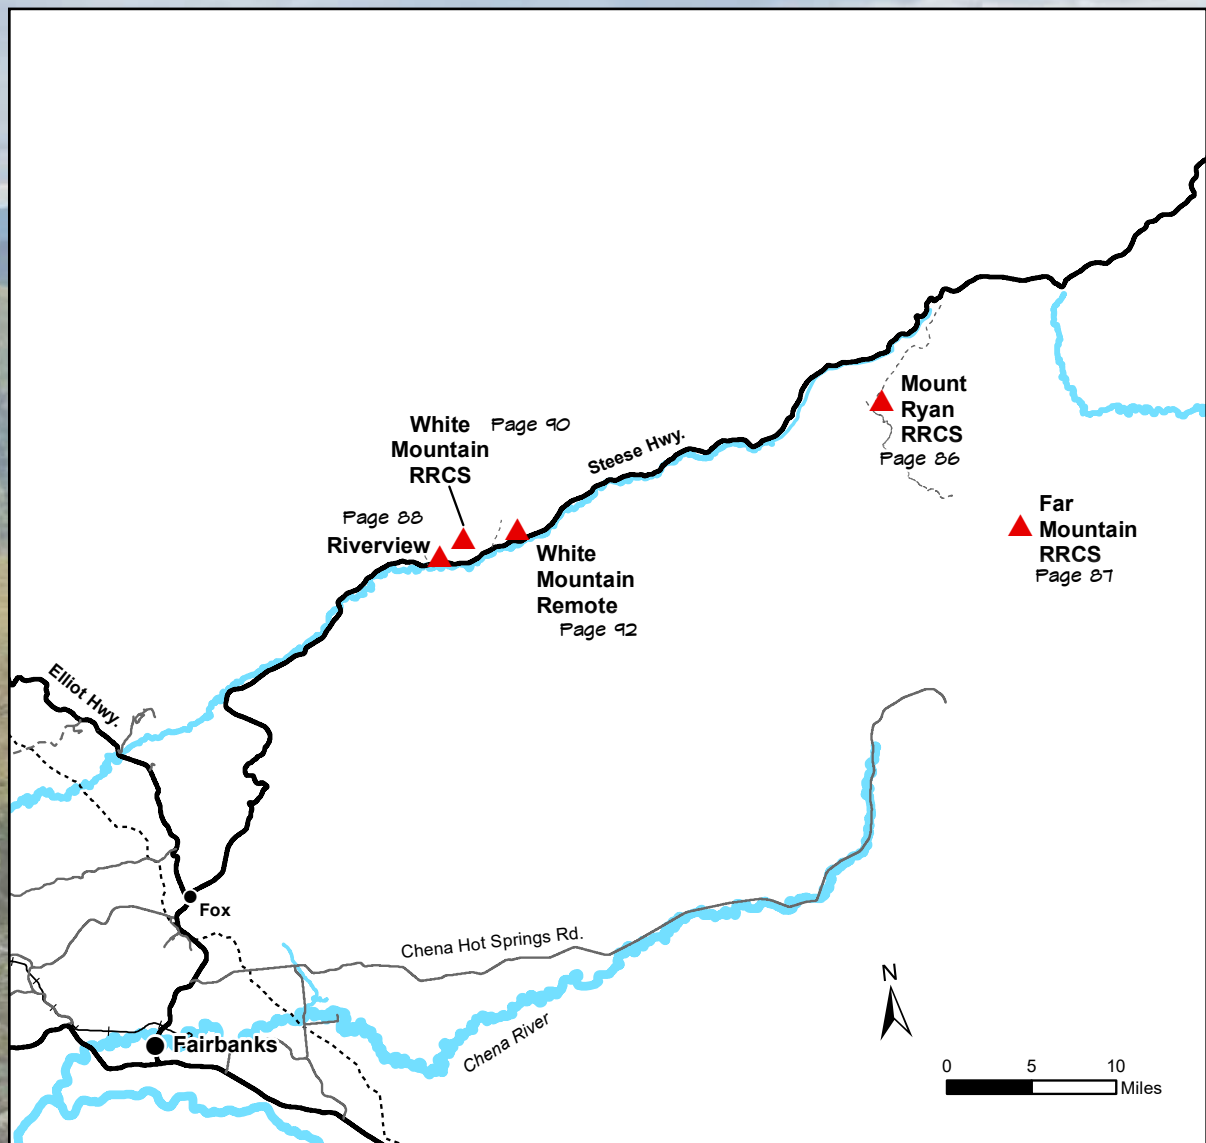 Mount
Ryan
RRCS
Page 86
White
Mountain
RRCS
Page 90
Steese Hwy.
Page 88
Riverview
White
Mountain
Remote
Page 92
Far
Mountain
RRCS
Page 87
Elliot Hwy.
Fox
Chena Hot Springs Rd.
N
Chena River
Fairbanks
0 5 10
Miles